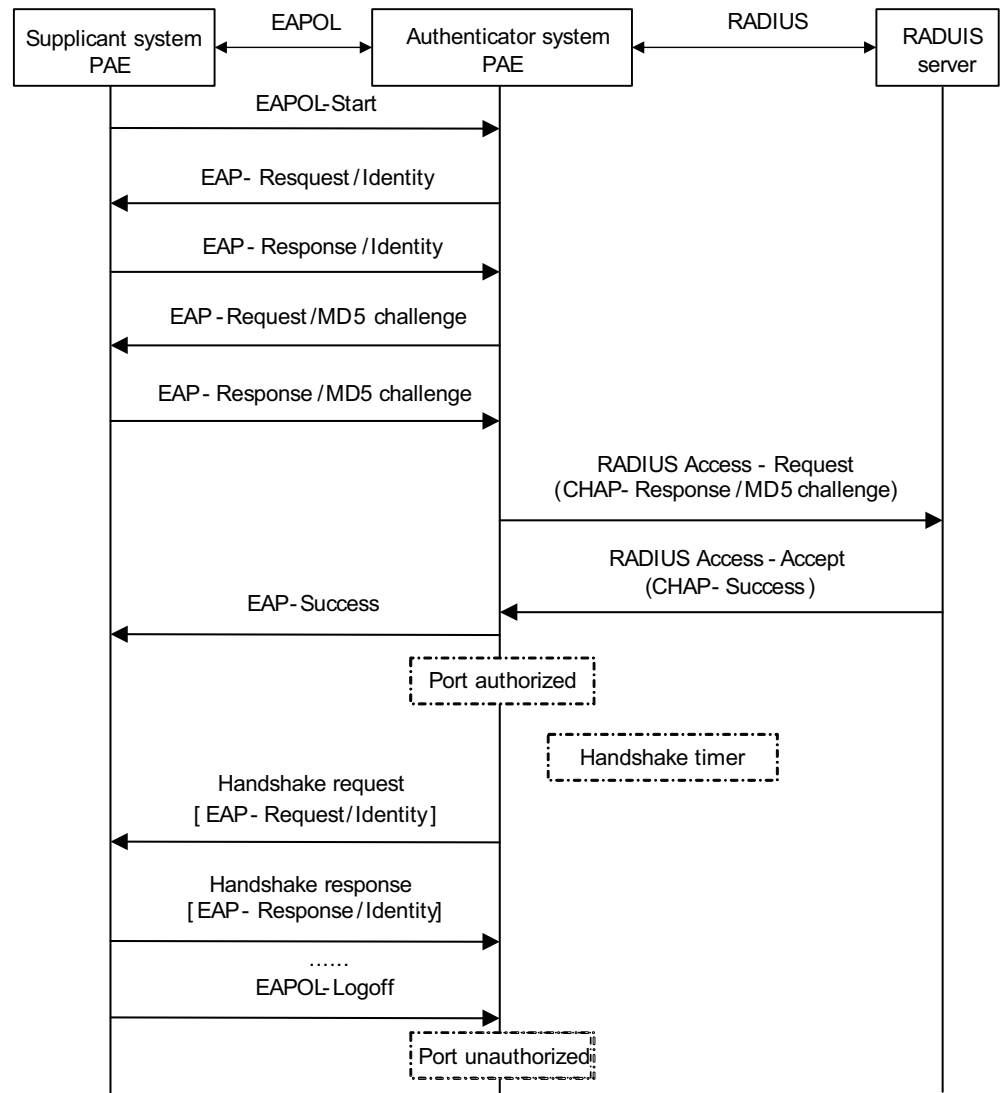 Supplicant system
PAE
EAPOL
Authenticator system
PAE
RADIUS
RADUIS
server
EAPOL-Start
EAP- Resquest/Identity
EAP- Response/Identity
EAP-Request/MD5 challenge
EAP- Response/MD5 challenge
RADIUS Access - Request
(CHAP- Response/MD5 challenge)
RADIUS Access - Accept
(CHAP- Success)
EAP-Success
Port authorized
Handshake timer
Handshake request
[ EAP- Request/Identity]
Handshake response
[EAP- Response/Identity]
......
EAPOL-Logoff
Port unauthorized